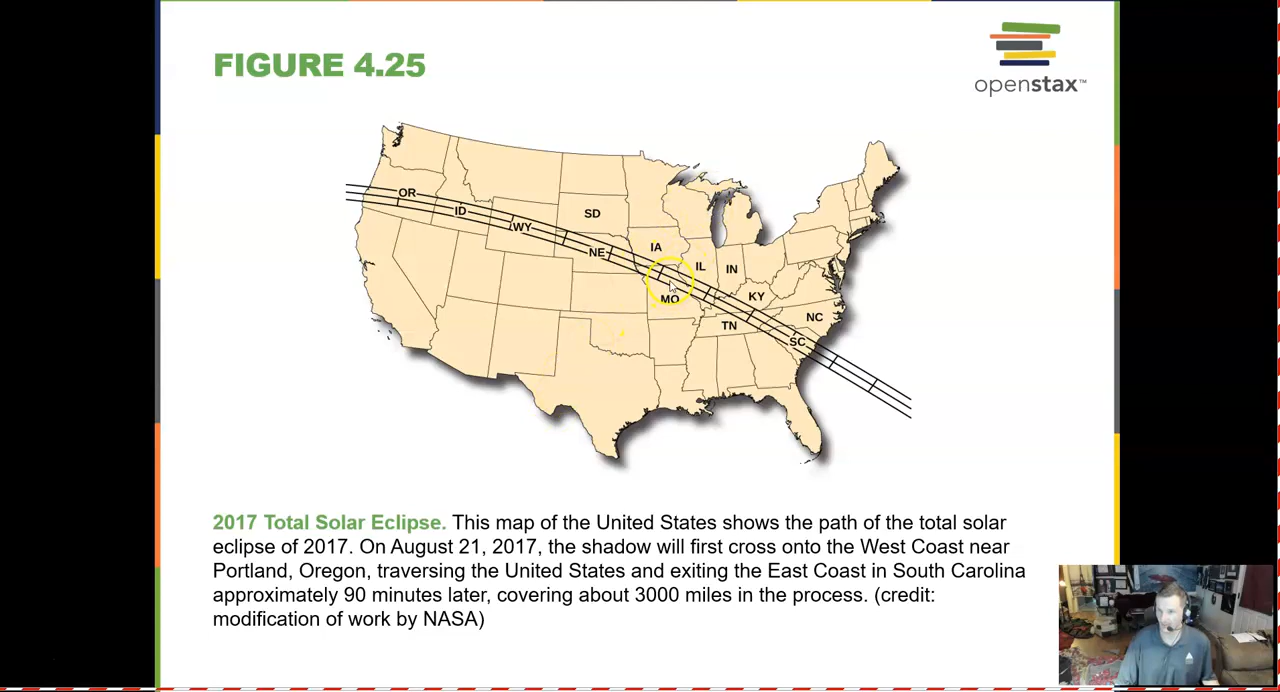 FIGURE 4.25
openstax™
OR
ID
WY
SD
NE
IA
IL
IN
MO
KY
TN
NC
SC
2017 Total Solar Eclipse. This map of the United States shows the path of the total solar
eclipse of 2017. On August 21, 2017, the shadow will first cross onto the West Coast near
Portland, Oregon, traversing the United States and exiting the East Coast in South Carolina
approximately 90 minutes later, covering about 3000 miles in the process. (credit:
modification of work by NASA)